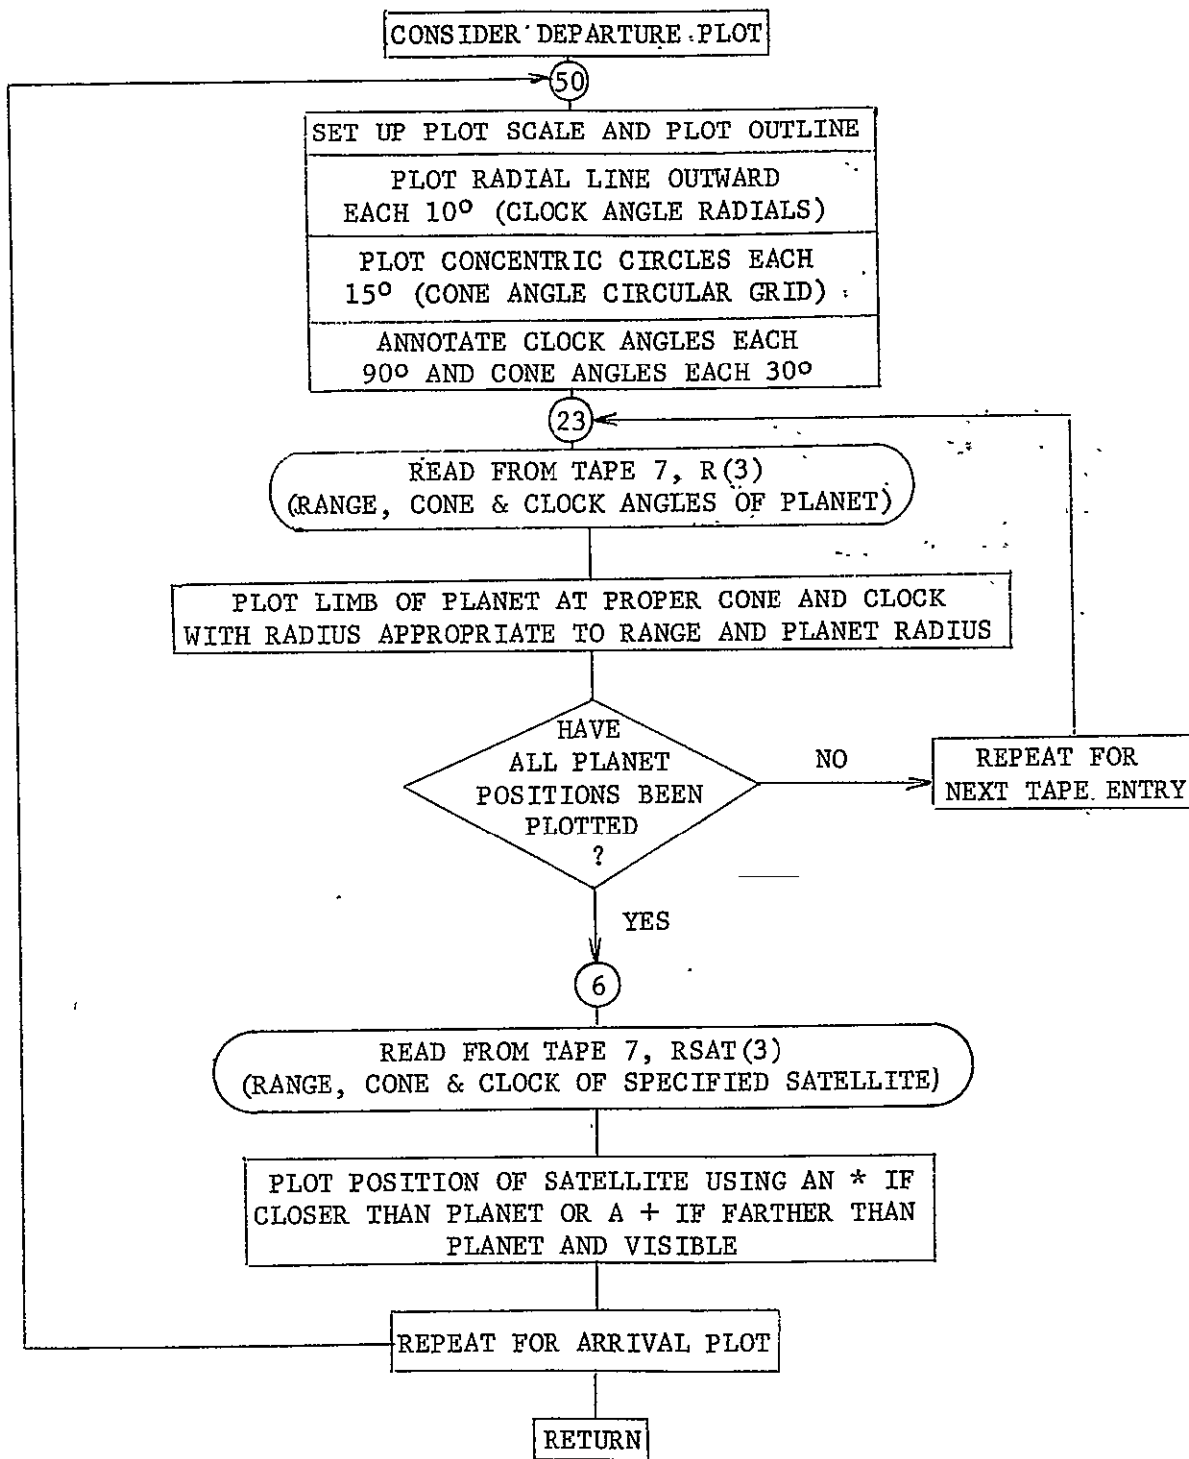 CONSIDER DEPARTURE PLOT
50
SET UP PLOT SCALE AND PLOT OUTLINE
PLOT RADIAL LINE OUTWARD
EACH 10° (CLOCK ANGLE RADIALS)
PLOT CONCENTRIC CIRCLES EACH
15° (CONE ANGLE CIRCULAR GRID)
ANNOTATE CLOCK ANGLES EACH
90° AND CONE ANGLES EACH 30°
23
READ FROM TAPE 7, R(3)
(RANGE, CONE & CLOCK ANGLES OF PLANET)
PLOT LIMB OF PLANET AT PROPER CONE AND CLOCK
WITH RADIUS APPROPRIATE TO RANGE AND PLANET RADIUS
HAVE
ALL PLANET
POSITIONS BEEN
PLOTTED
?
NO
REPEAT FOR
NEXT TAPE ENTRY
YES
6
READ FROM TAPE 7, RSAT(3)
(RANGE, CONE & CLOCK OF SPECIFIED SATELLITE)
PLOT POSITION OF SATELLITE USING AN * IF
CLOSER THAN PLANET OR A + IF FARTHER THAN
PLANET AND VISIBLE
REPEAT FOR ARRIVAL PLOT
RETURN